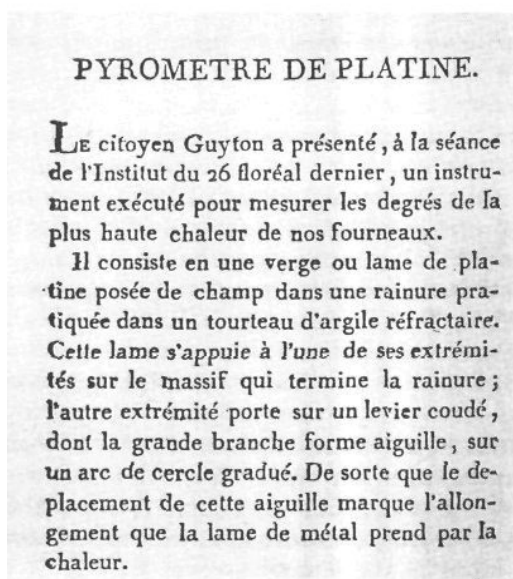 PYROMETRE DE PLATINE.
LE citoyen Guyton a présenté, à la séance
de l'Institut du 26 floréal dernier, un instru-
ment exécuté pour mesurer les degrés de la
plus haute chaleur de nos fourneaux.
Il consiste en une verge ou lame de pla-
tine posée de champ dans une rainure pra-
tiquée dans un tourteau d'argile réfractaire.
Cette lame s'appuie à l'une de ses extrémi-
tés sur le massif qui termine la rainure ;
l'autre extrémité porte sur un levier coudé,
dont la grande branche forme aiguille, sur
un arc de cercle gradué. De sorte que le de-
placement de cette aiguille marque l'allon-
gement que la lame de métal prend par la
chaleur.